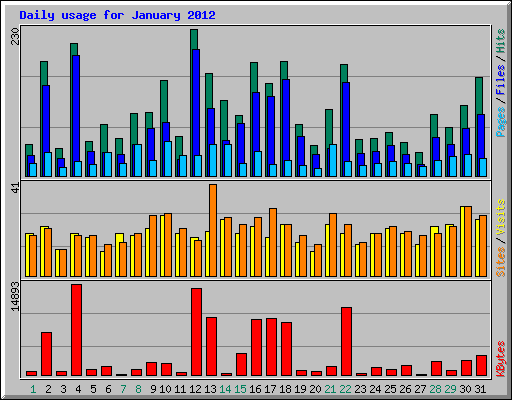 Daily usage for January 2012
230
Pages / Files / Hits
41
Sites / Visits
14893
KBytes
1 2 3 4 5 6 7 8 9 10 11 12 13 14 15 16 17 18 19 20 21 22 23 24 25 26 27 28 29 30 31